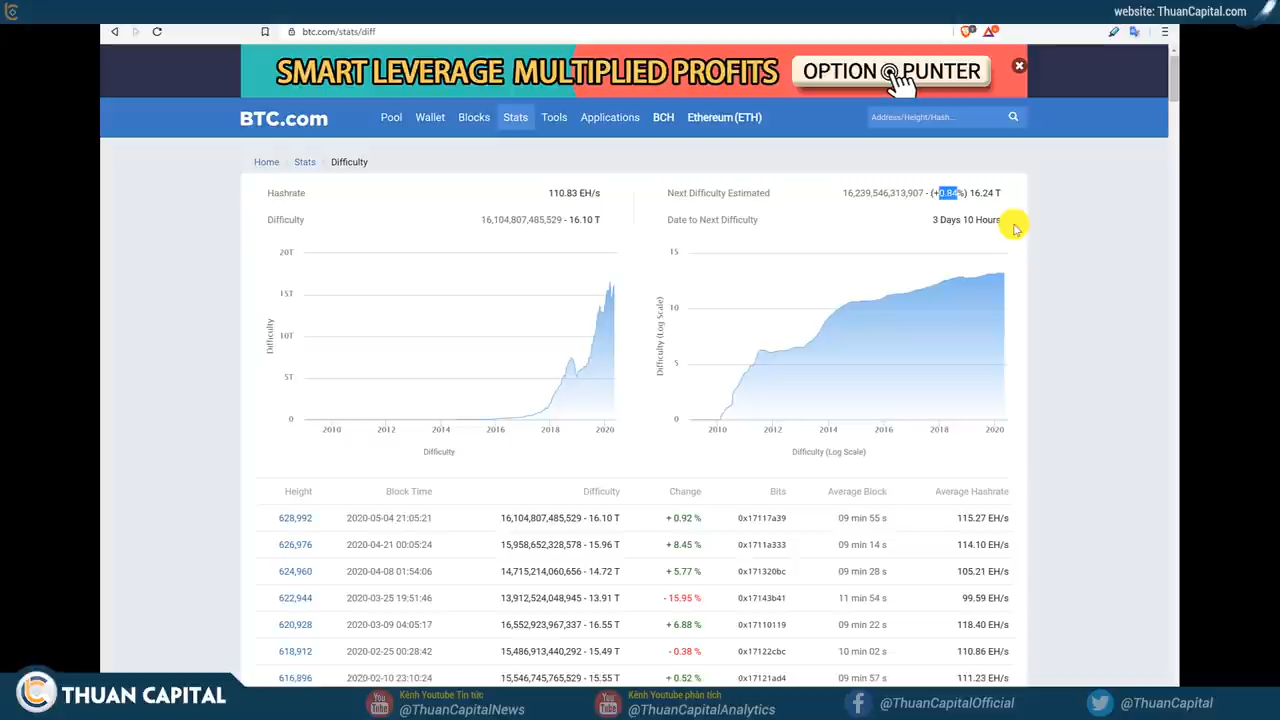 website: ThuanCapital.com
btc.com/stats/diff
SMART LEVERAGE MULTIPLIED PROFITS
OPTION PUNTER
BTC.com
Pool Wallet Blocks Stats Tools Applications BCH Ethereum (ETH)
Address/Height/Hash...
Home Stats Difficulty
Hashrate 110.83 EH/s
Next Difficulty Estimated 16,239,546,313,907 - (+0.84%) 16.24 T
Difficulty 16,104,807,485,529 - 16.10 T
Date to Next Difficulty 3 Days 10 Hours
20T
15T
10T
5T
0
Difficulty
2010 2012 2014 2016 2018 2020
Difficulty
15
10
5
0
Difficulty (Log Scale)
2010 2012 2014 2016 2018 2020
Difficulty (Log Scale)
Height Block Time Difficulty Change Bits Average Block Average Hashrate
628,992 2020-05-04 21:05:21 16,104,807,485,529 - 16.10 T + 0.92 % 0x17117a39 09 min 55 s 115.27 EH/s
626,976 2020-04-21 00:05:24 15,958,652,328,578 - 15.96 T + 8.45 % 0x1711a333 09 min 14 s 114.10 EH/s
624,960 2020-04-08 01:54:06 14,715,214,060,656 - 14.72 T + 5.77 % 0x171320bc 09 min 28 s 105.21 EH/s
622,944 2020-03-25 19:51:46 13,912,524,048,945 - 13.91 T - 15.95 % 0x17143b41 11 min 54 s 99.59 EH/s
620,928 2020-03-09 04:05:17 16,552,923,967,337 - 16.55 T + 6.88 % 0x17110119 09 min 22 s 118.40 EH/s
618,912 2020-02-25 00:28:42 15,486,913,440,292 - 15.49 T - 0.38 % 0x17122cbc 10 min 02 s 110.86 EH/s
616,896 2020-02-10 23:10:24 15,546,745,765,529 - 15.55 T + 0.52 % 0x17121ad4 09 min 57 s 111.23 EH/s
THUAN CAPITAL
Kênh Youtube Tin tức
@ThuanCapitalNews
Kênh Youtube phân tích
@ThuanCapitalAnalytics
@ThuanCapitalOfficial
@ThuanCapital